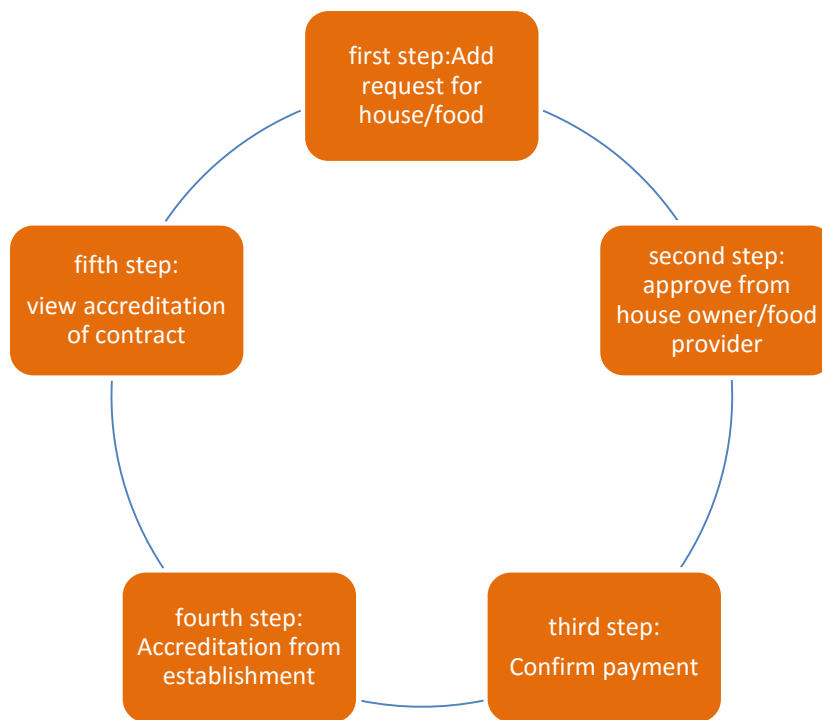 first step:Add
request for
house/food
second step:
approve from
house owner/food
provider
third step:
Confirm payment
fourth step:
Accreditation from
establishment
fifth step:
view accreditation
of contract